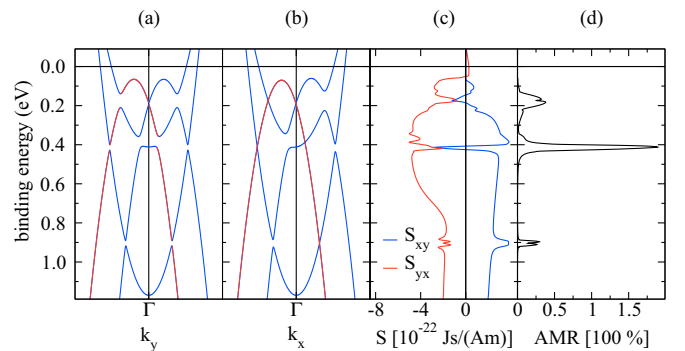 (a) (b) (c) (d)
binding energy (eV)
0.0
0.2
0.4
0.6
0.8
1.0
S_xy
S_yx
Γ Γ -8 -4 0 4 0 0.5 1 1.5
k_y k_x S [10^-22 Js/(Am)] AMR [100 %]